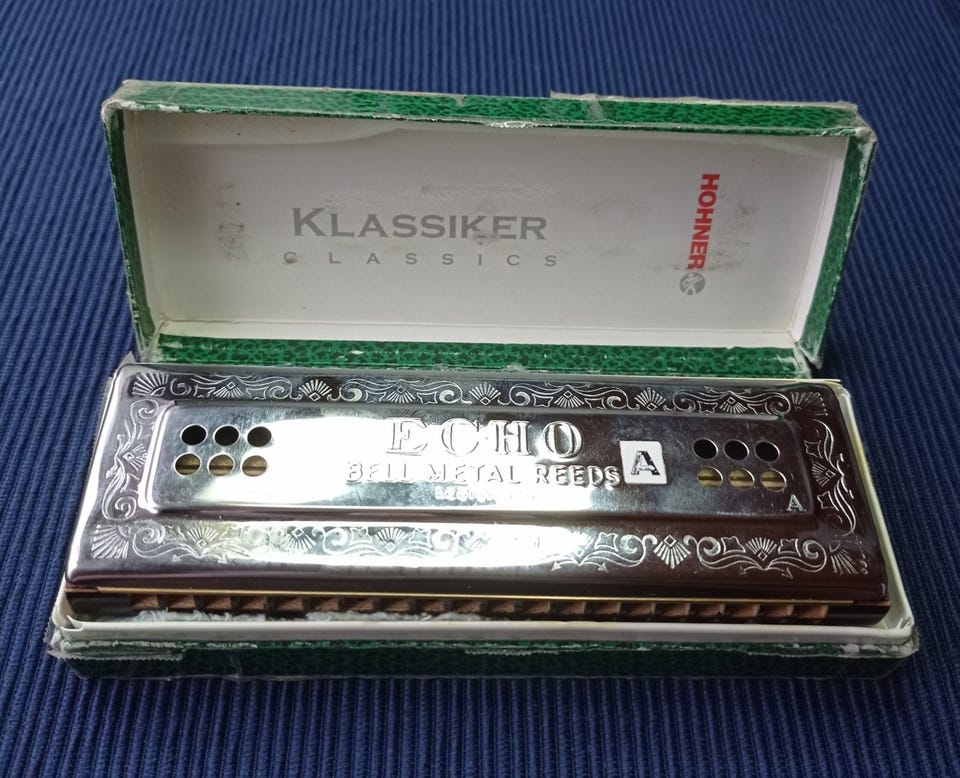 KLASSIKER
CLASSICS
HOHNER
ECHO
BELL METAL REEDS
A
A